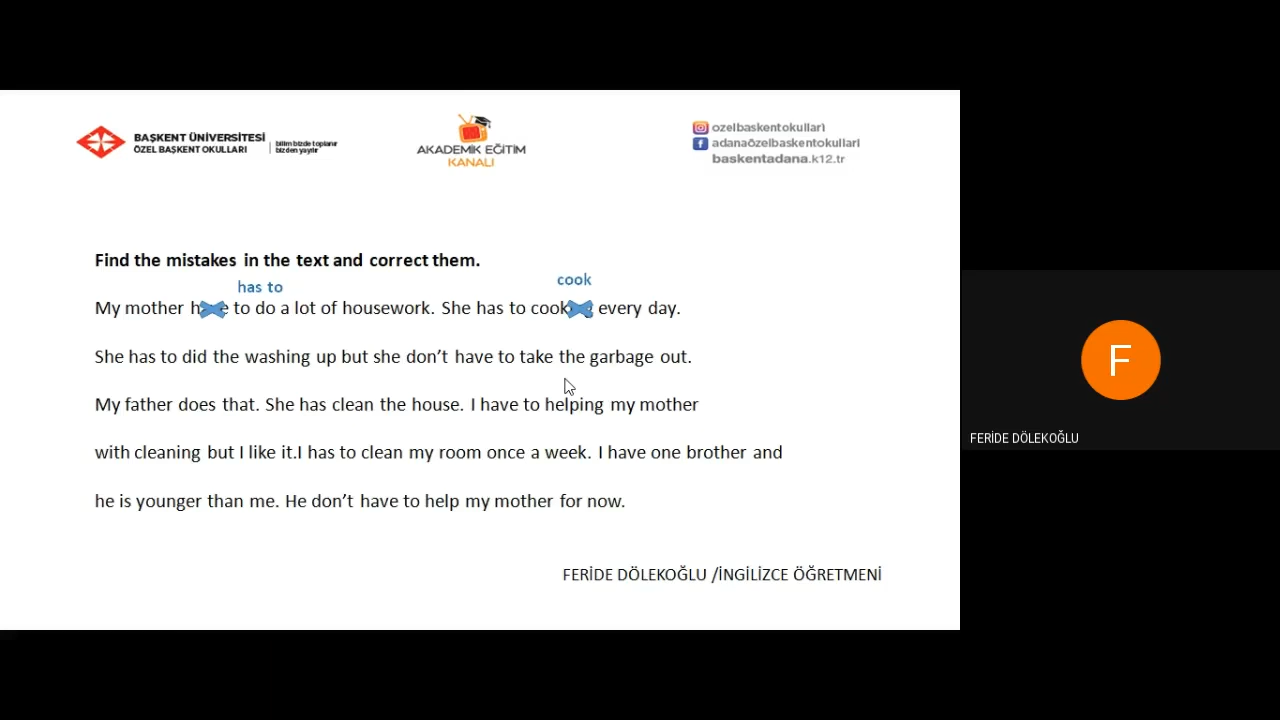 BAŞKENT ÜNİVERSİTESİ
ÖZEL BAŞKENT OKULLARI
bilim bizde toplanır
bizden yayılır
AKADEMİK EĞİTİM
KANALI
ozelbaskentokullari
adanaözelbaskentokullari
baskentadana.k12.tr
Find the mistakes in the text and correct them.
has to
cook
My mother to do a lot of housework. She has to every day.
She has to did the washing up but she don't have to take the garbage out.
My father does that. She has clean the house. I have to helping my mother
with cleaning but I like it.I has to clean my room once a week. I have one brother and
he is younger than me. He don't have to help my mother for now.
FERİDE DÖLEKOĞLU /İNGİLİZCE ÖĞRETMENİ
F
FERİDE DÖLEKOĞLU